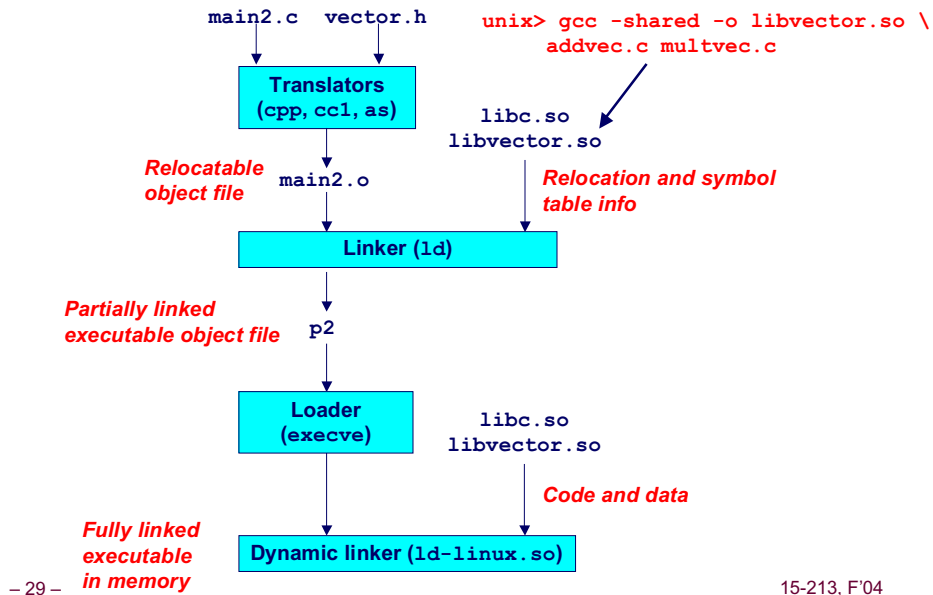 main2.c vector.h
unix> gcc -shared -o libvector.so \
addvec.c multvec.c
Translators
(cpp, cc1, as)
libc.so
libvector.so
Relocatable
object file
main2.o
Relocation and symbol
table info
Linker (ld)
Partially linked
executable object file
p2
Loader
(execve)
libc.so
libvector.so
Code and data
Fully linked
executable
in memory
Dynamic linker (ld-linux.so)
– 29 –
15-213, F’04